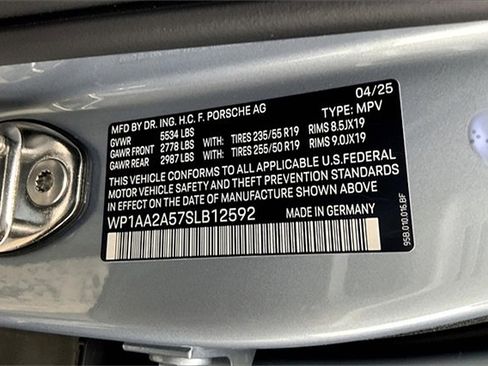 04/25
MFD BY DR. ING. H.C. F. PORSCHE AG TYPE: MPV
GVWR 5534 LBS
GAWR FRONT 2778 LBS WITH: TIRES 235/55 R19 RIMS 8.5JX19
GAWR REAR 2987 LBS WITH: TIRES 255/50 R19 RIMS 9.0JX19
THIS VEHICLE CONFORMS TO ALL APPLICABLE U.S.FEDERAL
MOTOR VEHICLE SAFETY AND THEFT PREVENTION STANDARDS
IN EFFECT ON THE DATE OF MANUFACTURE SHOWN ABOVE.
WP1AA2A57SLB12592 MADE IN GERMANY
95B.010.016.BF